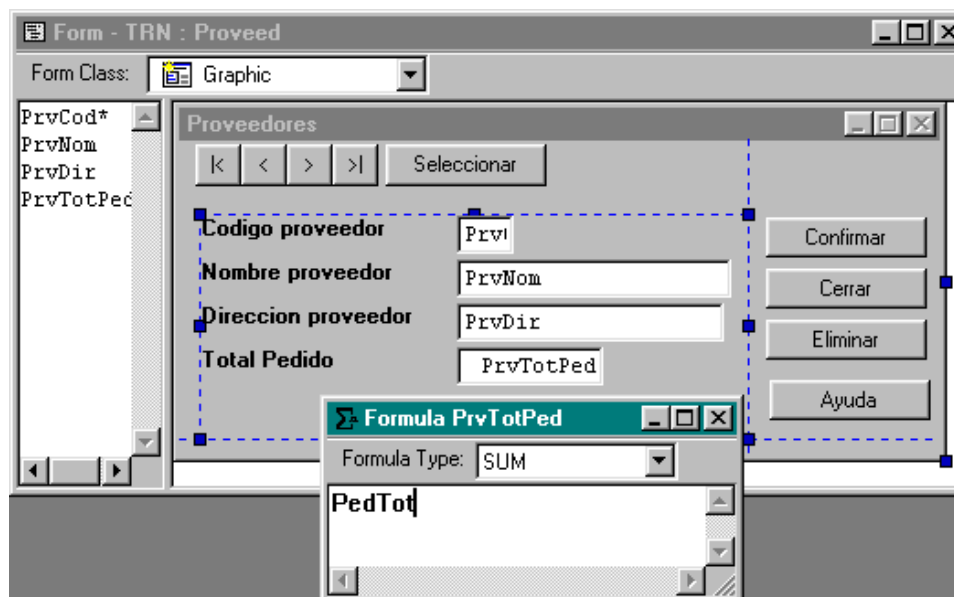 Form - TRN : Proveed
Form Class: Graphic
PrvCod*
PrvNom
PrvDir
PrvTotPed
Proveedores
|< < > >| Seleccionar
Codigo proveedor
Nombre proveedor PrvNom
Direccion proveedor PrvDir
Total Pedido PrvTotPed
Confirmar
Cerrar
Eliminar
Ayuda
Formula PrvTotPed
Formula Type: SUM
PedTot